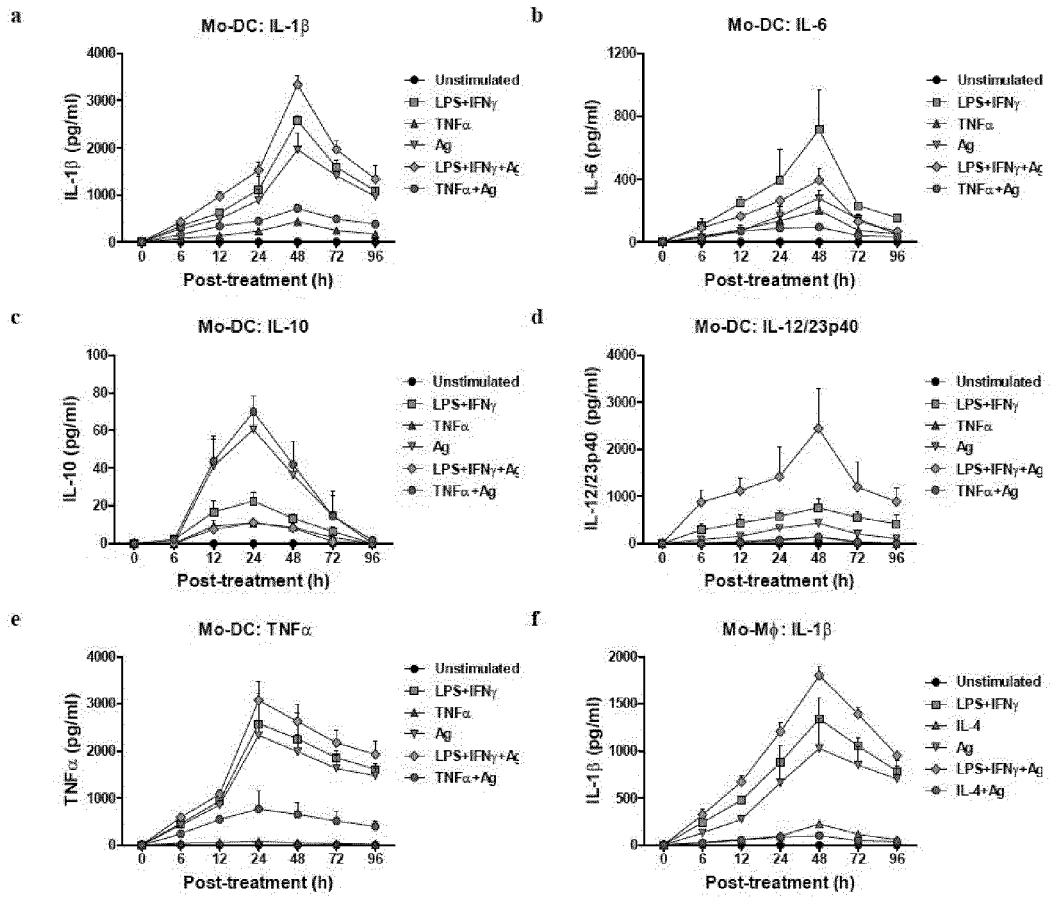 a
Mo-DC: IL-1β
IL-1β (pg/ml)
4000
3000
2000
1000
0
0 6 12 24 48 72 96
Post-treatment (h)
Unstimulated
LPS+IFNγ
TNFα
Ag
LPS+IFNγ+Ag
TNFα+Ag
b
Mo-DC: IL-6
IL-6 (pg/ml)
1200
800
400
0
0 6 12 24 48 72 96
Post-treatment (h)
Unstimulated
LPS+IFNγ
TNFα
Ag
LPS+IFNγ+Ag
TNFα+Ag
c
Mo-DC: IL-10
IL-10 (pg/ml)
100
80
60
40
20
0
0 6 12 24 48 72 96
Post-treatment (h)
Unstimulated
LPS+IFNγ
TNFα
Ag
LPS+IFNγ+Ag
TNFα+Ag
d
Mo-DC: IL-12/23p40
IL-12/23p40 (pg/ml)
4000
3000
2000
1000
0
0 6 12 24 48 72 96
Post-treatment (h)
Unstimulated
LPS+IFNγ
TNFα
Ag
LPS+IFNγ+Ag
TNFα+Ag
e
Mo-DC: TNFα
TNFα (pg/ml)
4000
3000
2000
1000
0
0 6 12 24 48 72 96
Post-treatment (h)
Unstimulated
LPS+IFNγ
TNFα
Ag
LPS+IFNγ+Ag
TNFα+Ag
f
Mo-Mϕ: IL-1β
IL-1β (pg/ml)
2000
1500
1000
500
0
0 6 12 24 48 72 96
Post-treatment (h)
Unstimulated
LPS+IFNγ
IL-4
Ag
LPS+IFNγ+Ag
IL-4+Ag